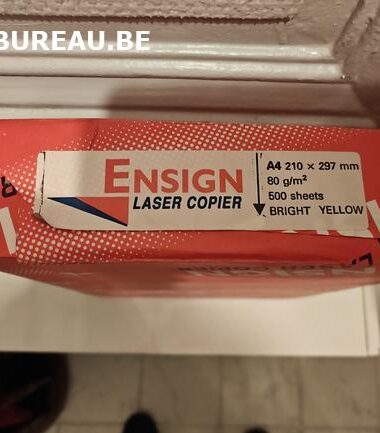 BUREAU.BE
ENSIGN
LASER COPIER
A4 210 × 297 mm
80 g/m²
500 sheets
BRIGHT YELLOW